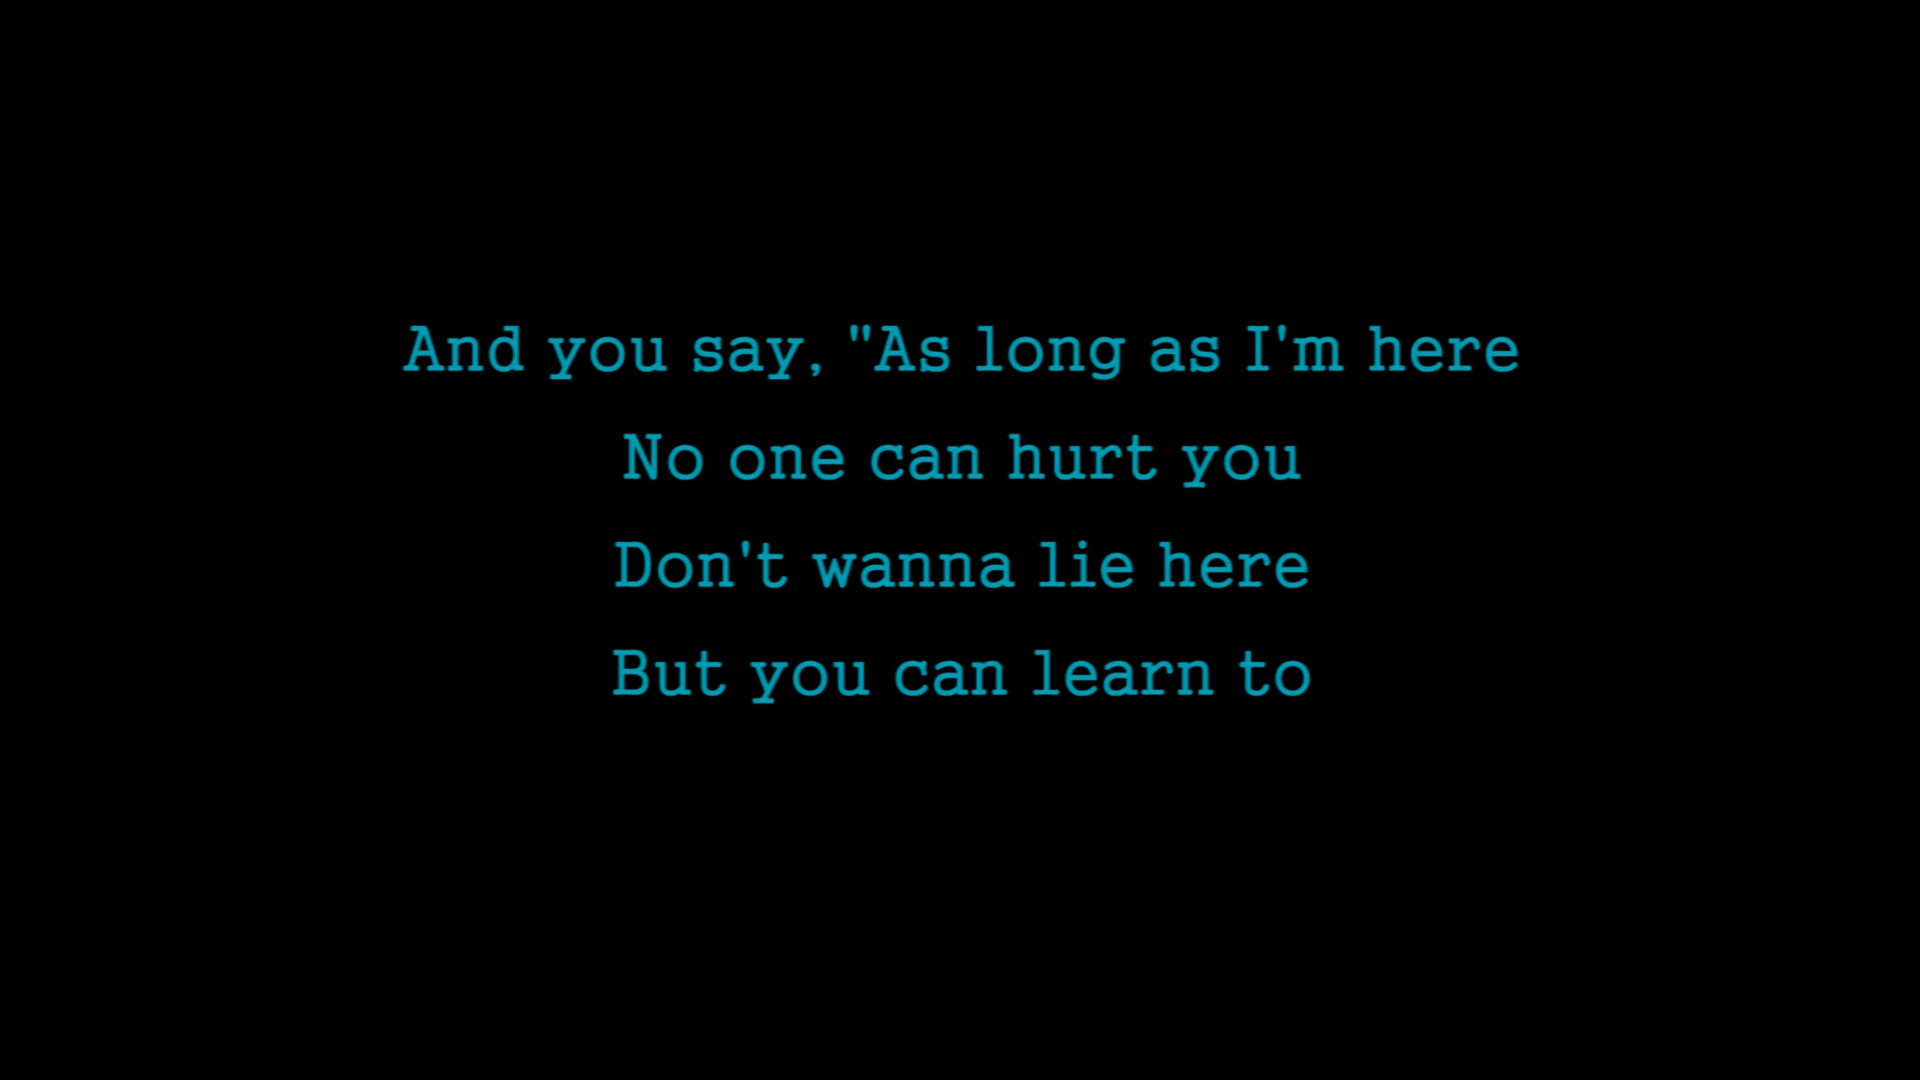 And you say, "As long as I'm here
No one can hurt you
Don't wanna lie here
But you can learn to